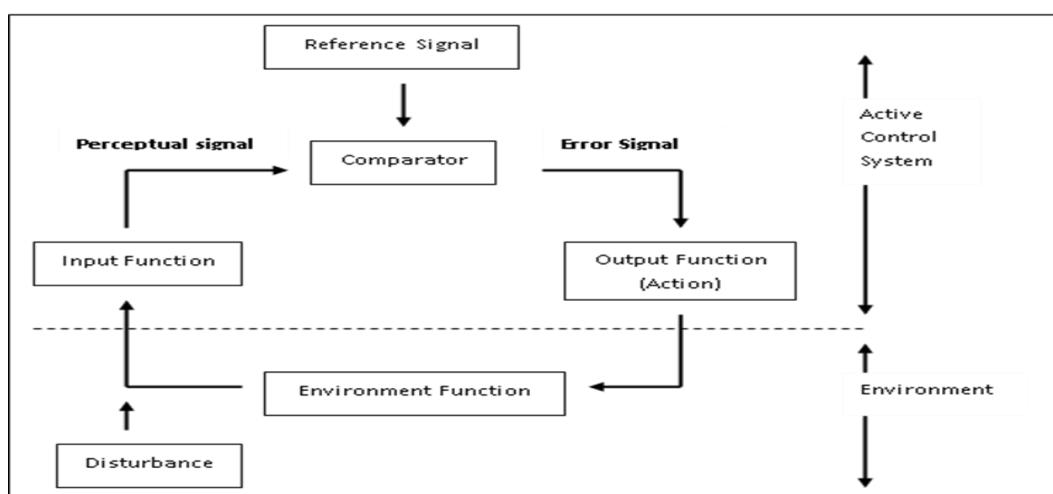 Reference Signal
Perceptual signal
Comparator
Error Signal
Active
Control
System
Input Function
Output Function
(Action)
Environment Function
Environment
Disturbance